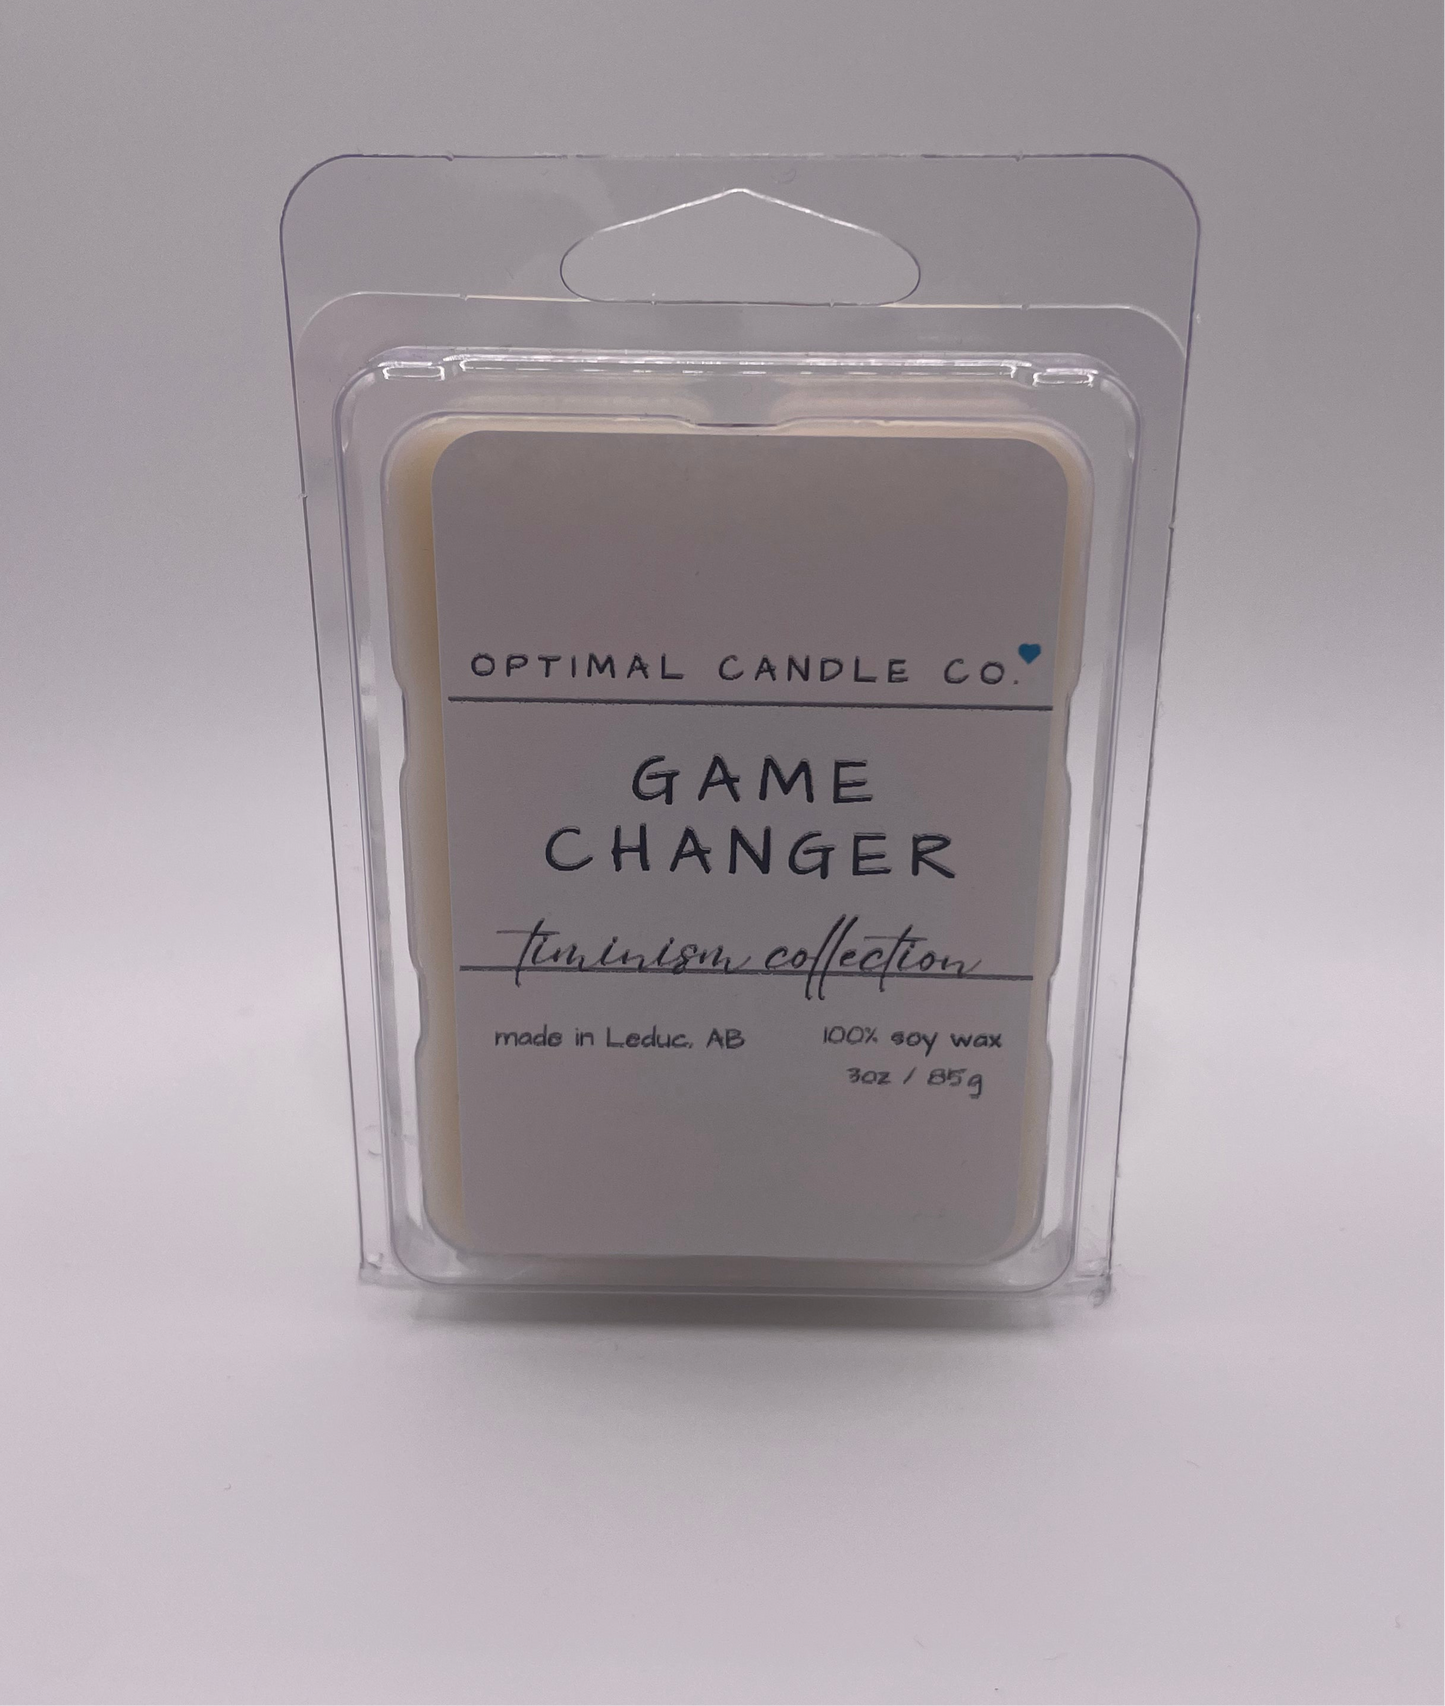 OPTIMAL CANDLE CO.
GAME
CHANGER
timinism collection
made in Leduc, AB
100% soy wax
3oz / 85g